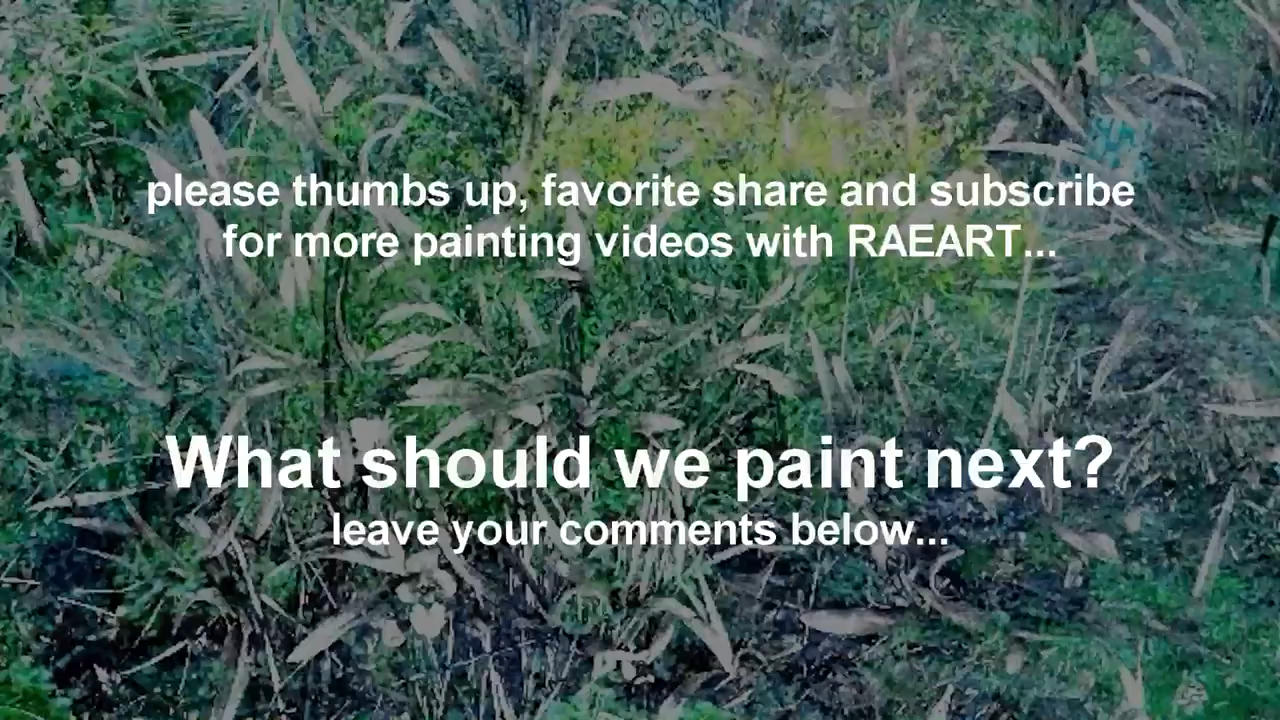 please thumbs up, favorite share and subscribe
for more painting videos with RAEART...
What should we paint next?
leave your comments below...